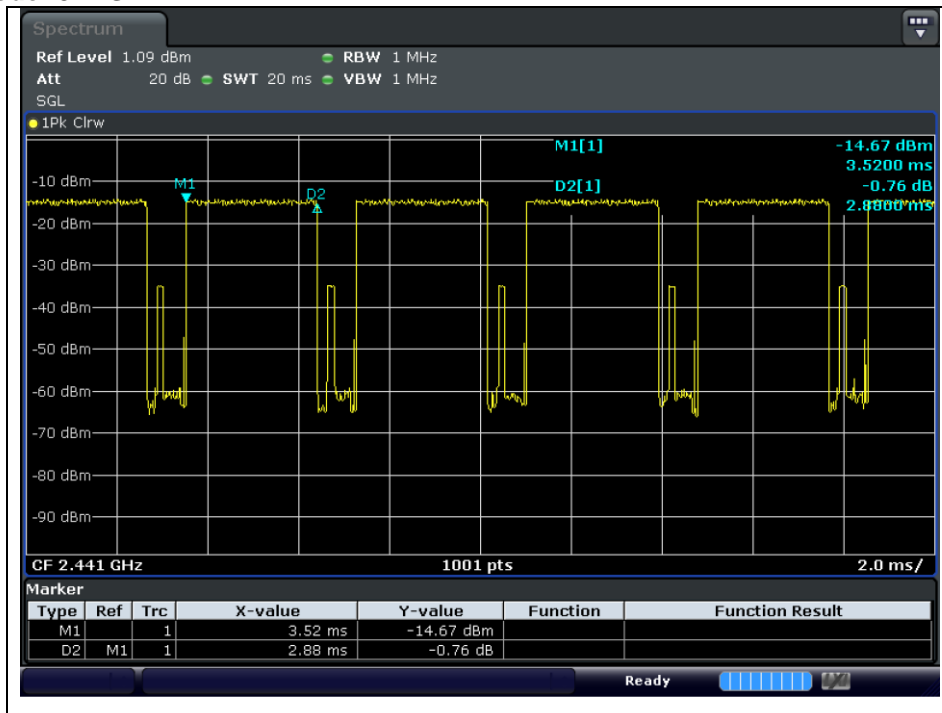 Spectrum
Ref Level 1.09 dBm RBW 1 MHz
Att 20 dB SWT 20 ms VBW 1 MHz
SGL
1Pk Clrw
M1[1] -14.67 dBm
3.5200 ms
D2[1] -0.76 dB
2.8800 ms
M1
D2
-10 dBm
-20 dBm
-30 dBm
-40 dBm
-50 dBm
-60 dBm
-70 dBm
-80 dBm
-90 dBm
CF 2.441 GHz 1001 pts 2.0 ms/
Marker
Type Ref Trc X-value Y-value Function Function Result
M1 1 3.52 ms -14.67 dBm
D2 M1 1 2.88 ms -0.76 dB
Ready